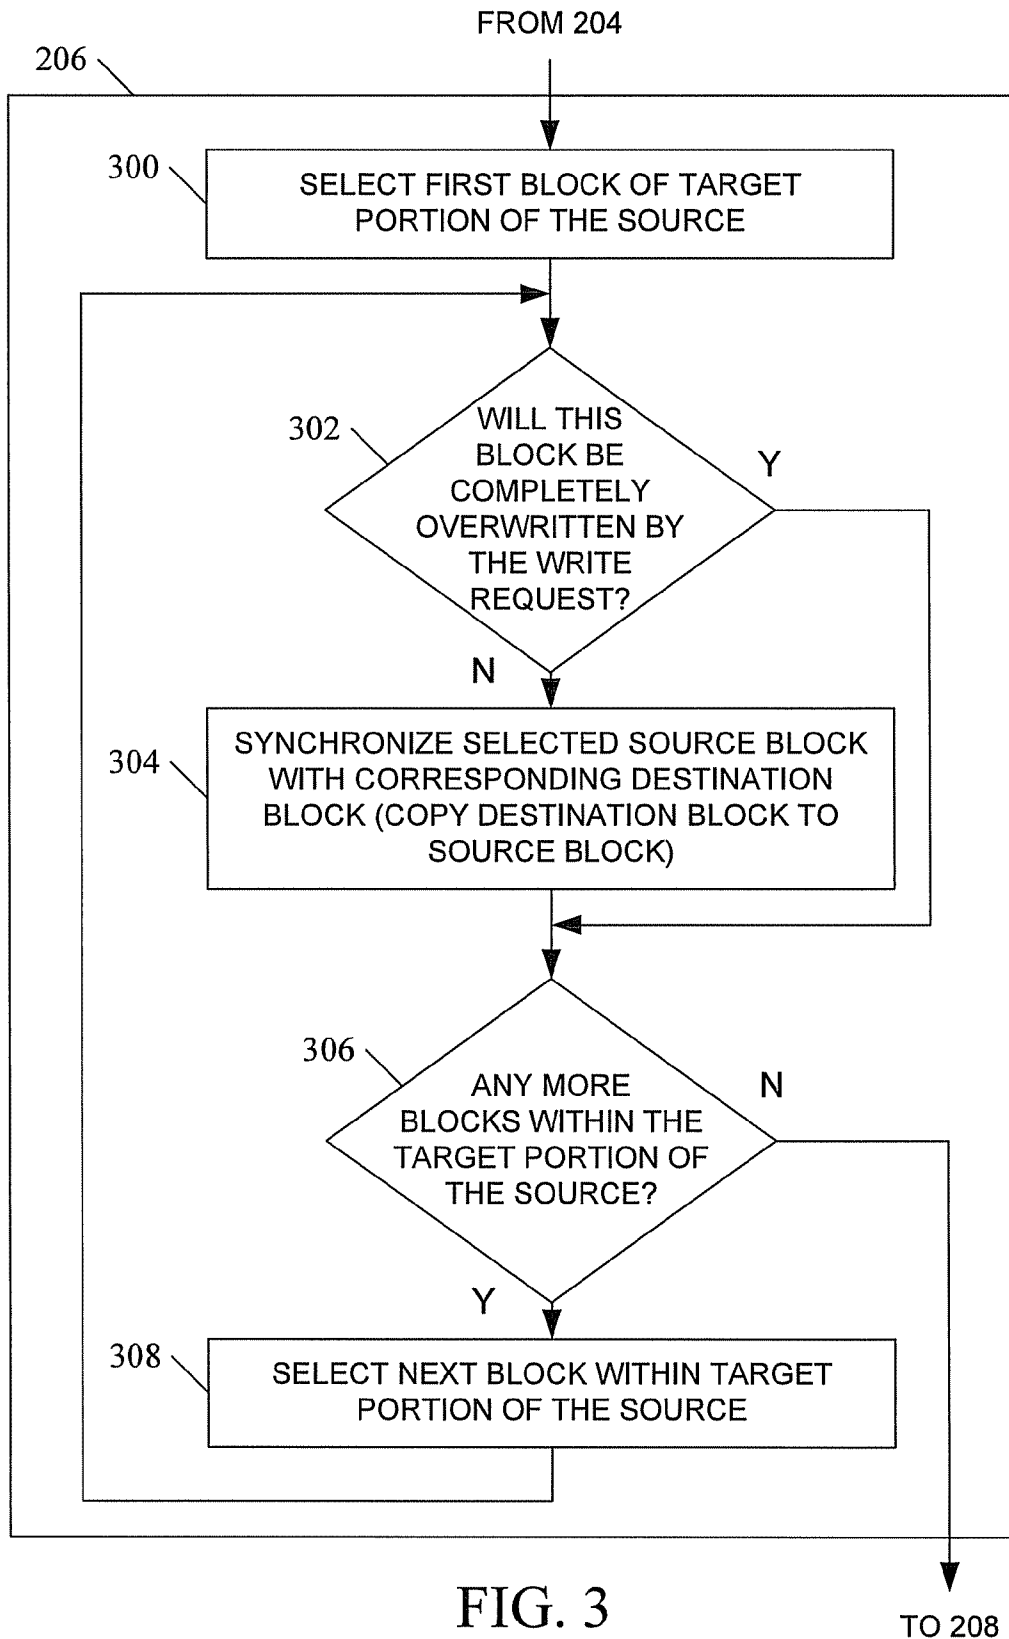 FROM 204
206
300
SELECT FIRST BLOCK OF TARGET
PORTION OF THE SOURCE
302
WILL THIS
BLOCK BE
COMPLETELY
OVERWRITTEN BY
THE WRITE
REQUEST?
Y
N
304
SYNCHRONIZE SELECTED SOURCE BLOCK
WITH CORRESPONDING DESTINATION
BLOCK (COPY DESTINATION BLOCK TO
SOURCE BLOCK)
306
ANY MORE
BLOCKS WITHIN THE
TARGET PORTION OF
THE SOURCE?
N
Y
308
SELECT NEXT BLOCK WITHIN TARGET
PORTION OF THE SOURCE
FIG. 3
TO 208